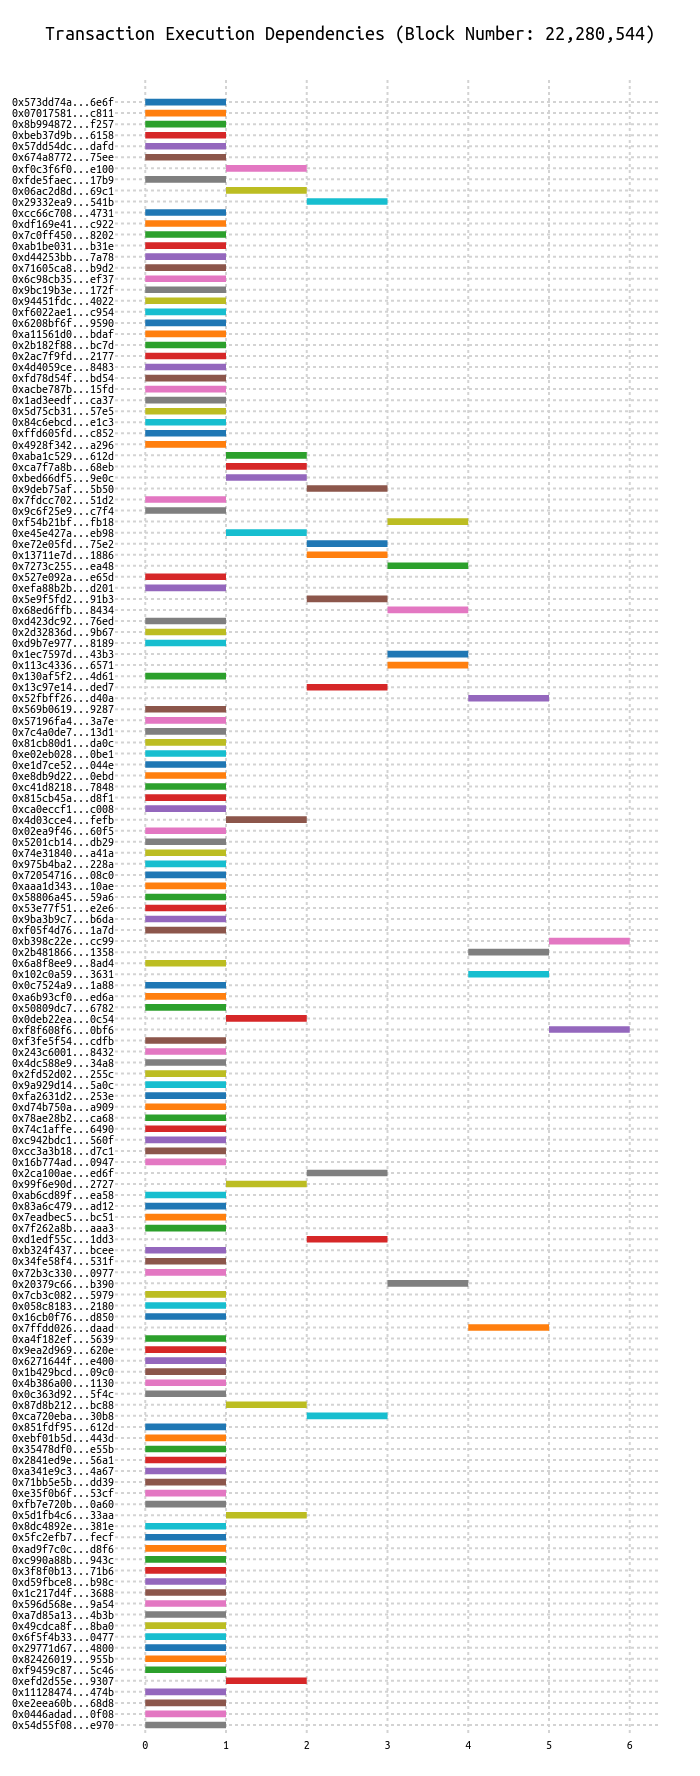 Transaction Execution Dependencies (Block Number: 22,280,544)
0x573dd74a...6e6f
0x07017581...c811
0x8b994872...f257
0xbeb37d9b...6158
0x57dd54dc...dafd
0x674a8772...75ee
0xf0c3f6f0...e100
0xfde5faec...17b9
0x06ac2d8d...69c1
0x29332ea9...541b
0xcc66c708...4731
0xdf169e41...c922
0x7c0ff450...8202
0xab1be031...b31e
0xd44253bb...7a78
0x71605ca8...b9d2
0x6c98cb35...ef37
0x9bc19b3e...172f
0x94451fdc...4022
0xf6022ae1...c954
0x6208bf6f...9590
0xa11561d0...bdaf
0x2b182f88...bc7d
0x2ac7f9fd...2177
0x4d4059ce...8483
0xfd78d54f...bd54
0xacbe787b...15fd
0x1ad3eedf...ca37
0x5d75cb31...57e5
0x84c6ebcd...e1c3
0xffd605fd...c852
0x4928f342...a296
0xaba1c529...612d
0xca7f7a8b...68eb
0xbed66df5...9e0c
0x9deb75af...5b50
0x7fdcc702...51d2
0x9c6f25e9...c7f4
0xf54b21bf...fb18
0xe45e427a...eb98
0xe72e05fd...75e2
0x13711e7d...1886
0x7273c255...ea48
0x527e092a...e65d
0xefa88b2b...d201
0x5e9f5fd2...91b3
0x68ed6ffb...8434
0xd423dc92...76ed
0x2d32836d...9b67
0xd9b7e977...8189
0x1ec7597d...43b3
0x113c4336...6571
0x130af5f2...4d61
0x13c97e14...ded7
0x52fbff26...d40a
0x569b0619...9287
0x57196fa4...3a7e
0x7c4a0de7...13d1
0x81cb80d1...da0c
0xe02eb028...0be1
0xe1d7ce52...044e
0xe8db9d22...0ebd
0xc41d8218...7848
0x815cb45a...d8f1
0xca0eccf1...c008
0x4d03cce4...fefb
0x02ea9f46...60f5
0x5201cb14...db29
0x74e31840...a41a
0x975b4ba2...228a
0x72054716...08c0
0xaaa1d343...10ae
0x58806a45...59a6
0x53e77f51...e2e6
0x9ba3b9c7...b6da
0xf05f4d76...1a7d
0xb398c22e...cc99
0x2b481866...1358
0x6a8f8ee9...8ad4
0x102c0a59...3631
0x0c7524a9...1a88
0xa6b93cf0...ed6a
0x50809dc7...6782
0x0deb22ea...0c54
0xf8f608f6...0bf6
0xf3fe5f54...cdfb
0x243c6001...8432
0x4dc588e9...34a8
0x2fd52d02...255c
0x9a929d14...5a0c
0xfa2631d2...253e
0xd74b750a...a909
0x78ae28b2...ca68
0x74c1affe...6490
0xc942bdc1...560f
0xcc3a3b18...d7c1
0x16b774ad...0947
0x2ca100ae...ed6f
0x99f6e90d...2727
0xab6cd89f...ea58
0x83a6c479...ad12
0x7eadbec5...bc51
0x7f262a8b...aaa3
0xd1edf55c...1dd3
0xb324f437...bcee
0x34fe58f4...531f
0x72b3c330...0977
0x20379c66...b390
0x7cb3c082...5979
0x058c8183...2180
0x16cb0f76...d850
0x7ffdd026...daad
0xa4f182ef...5639
0x9ea2d969...620e
0x6271644f...e400
0x1b429bcd...09c0
0x4b386a00...1130
0x0c363d92...5f4c
0x87d8b212...bc88
0xca720eba...30b8
0x851fdf95...612d
0xebf01b5d...443d
0x35478df0...e55b
0x2841ed9e...56a1
0xa341e9c3...4a67
0x71bb5e5b...dd39
0xe35f0b6f...53cf
0xfb7e720b...0a60
0x5d1fb4c6...33aa
0x8dc4892e...381e
0x5fc2efb7...fecf
0xad9f7c0c...d8f6
0xc990a88b...943c
0x3f8f0b13...71b6
0xd59fbce8...b98c
0x1c217d4f...3688
0x596d568e...9a54
0xa7d85a13...4b3b
0x49cdca8f...8ba0
0x6f5f4b33...0477
0x29771d67...4800
0x82426019...955b
0xf9459c87...5c46
0xefd2d55e...9307
0x11128474...474b
0xe2eea60b...68d8
0x0446adad...0f08
0x54d55f08...e970
0 1 2 3 4 5 6